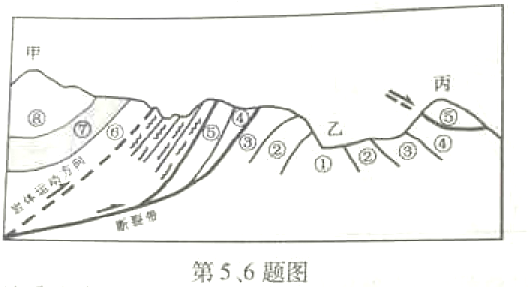 甲
丙
⑧
⑦
⑥
⑤
④
③
②
乙
①
②
③
④
⑤
岩体运动方向
断裂带
第5、6题图